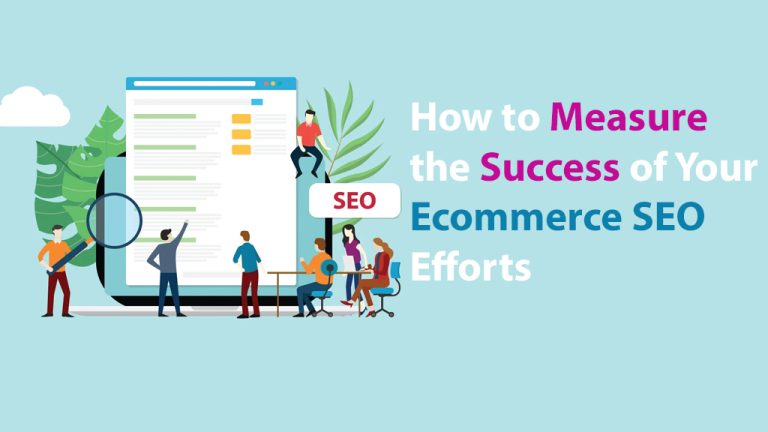 How to Measure
the Success of Your
SEO
Ecommerce SEO
Efforts